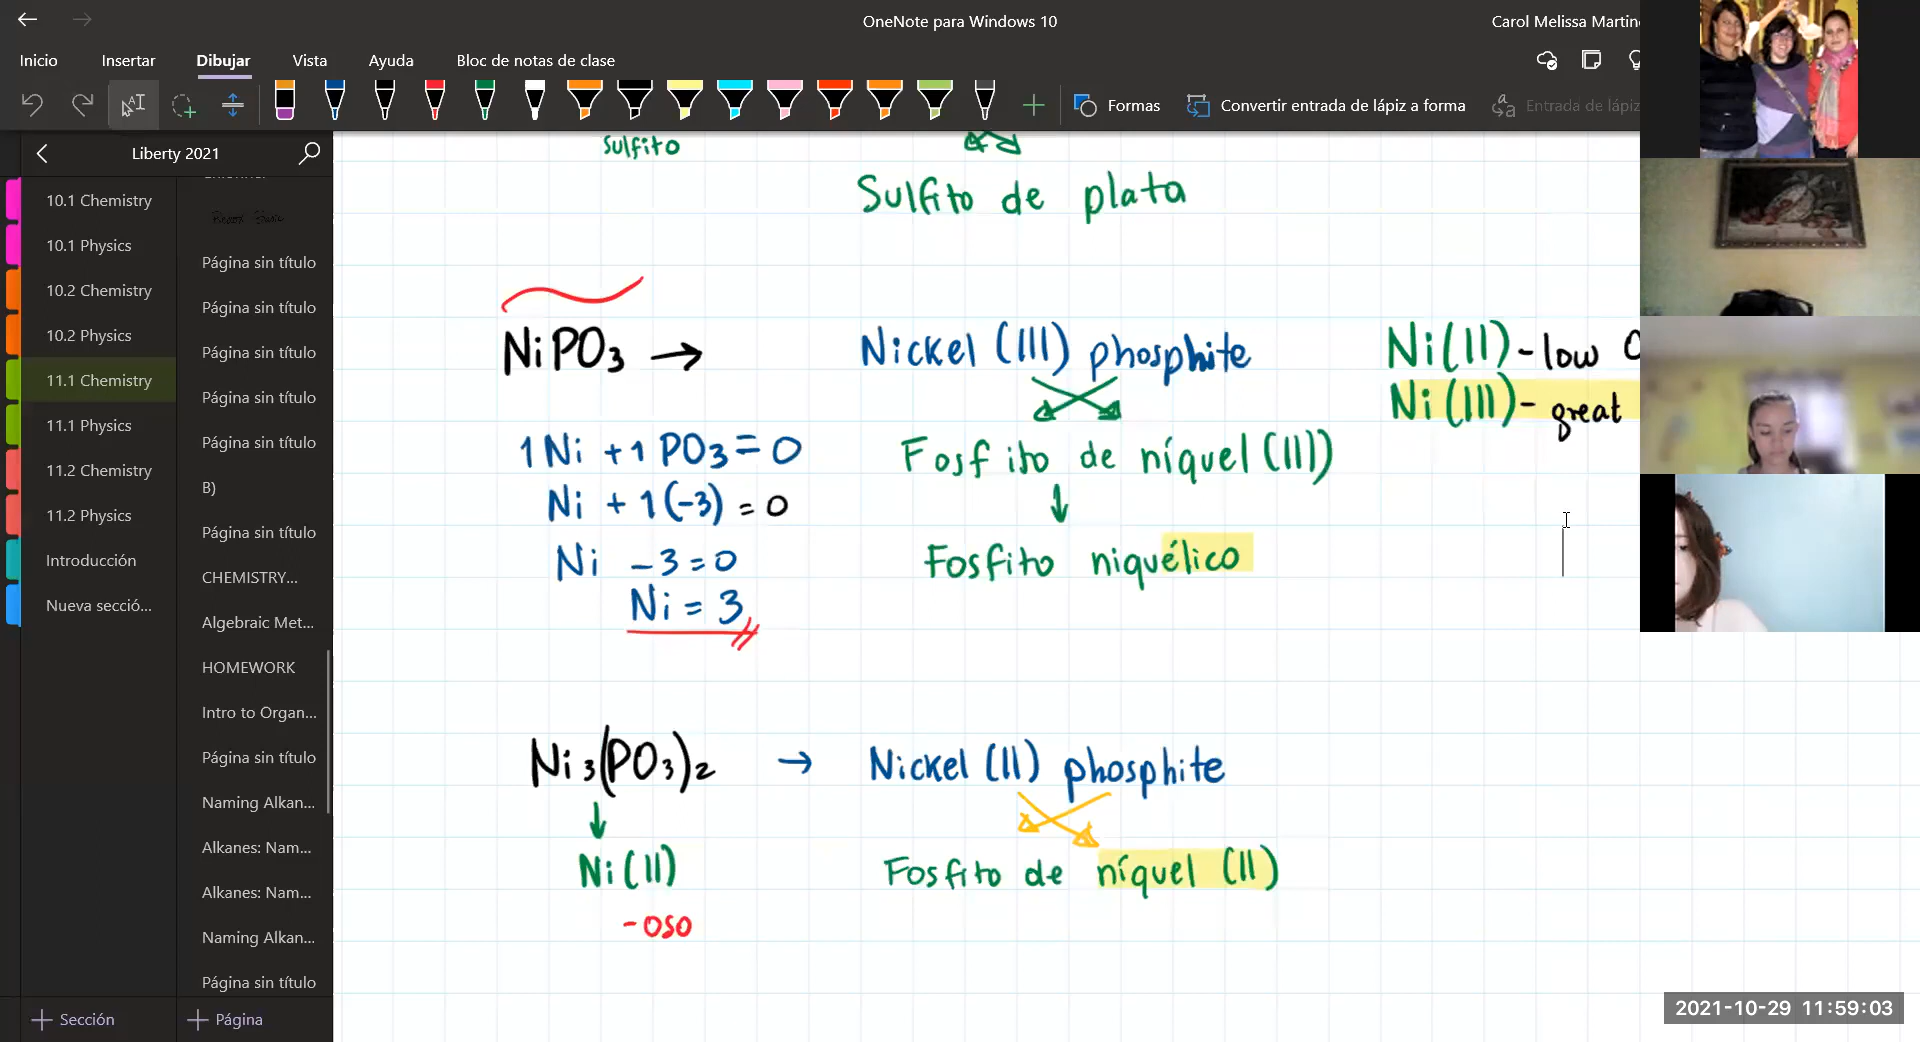 OneNote para Windows 10
Carol Melissa Martine
Inicio Insertar Dibujar Vista Ayuda Bloc de notas de clase
Formas Convertir entrada de lápiz a forma Entrada de lápiz
Liberty 2021
10.1 Chemistry
10.1 Physics
10.2 Chemistry
10.2 Physics
11.1 Chemistry
11.1 Physics
11.2 Chemistry
11.2 Physics
Introducción
Nueva secció...
Página sin título
Página sin título
Página sin título
Página sin título
Página sin título
B)
Página sin título
CHEMISTRY...
Algebraic Met...
HOMEWORK
Intro to Organ...
Página sin título
Naming Alkan...
Alkanes: Nam...
Alkanes: Nam...
Naming Alkan...
Página sin título
Sección
Página
sulfito
Sulfito de plata
NiPO3 → Nickel (III) phosphite
Ni(II) - low O
Ni(III) - great
1Ni + 1 PO3 = 0
Ni + 1(-3) = 0
Ni - 3 = 0
Ni = 3
Fosfito de níquel (III)
↓
Fosfito niquélico
Ni3(PO3)2 → Nickel (II) phosphite
↓
Ni(II)
-oso
Fosfito de níquel (II)
2021-10-29 11:59:03